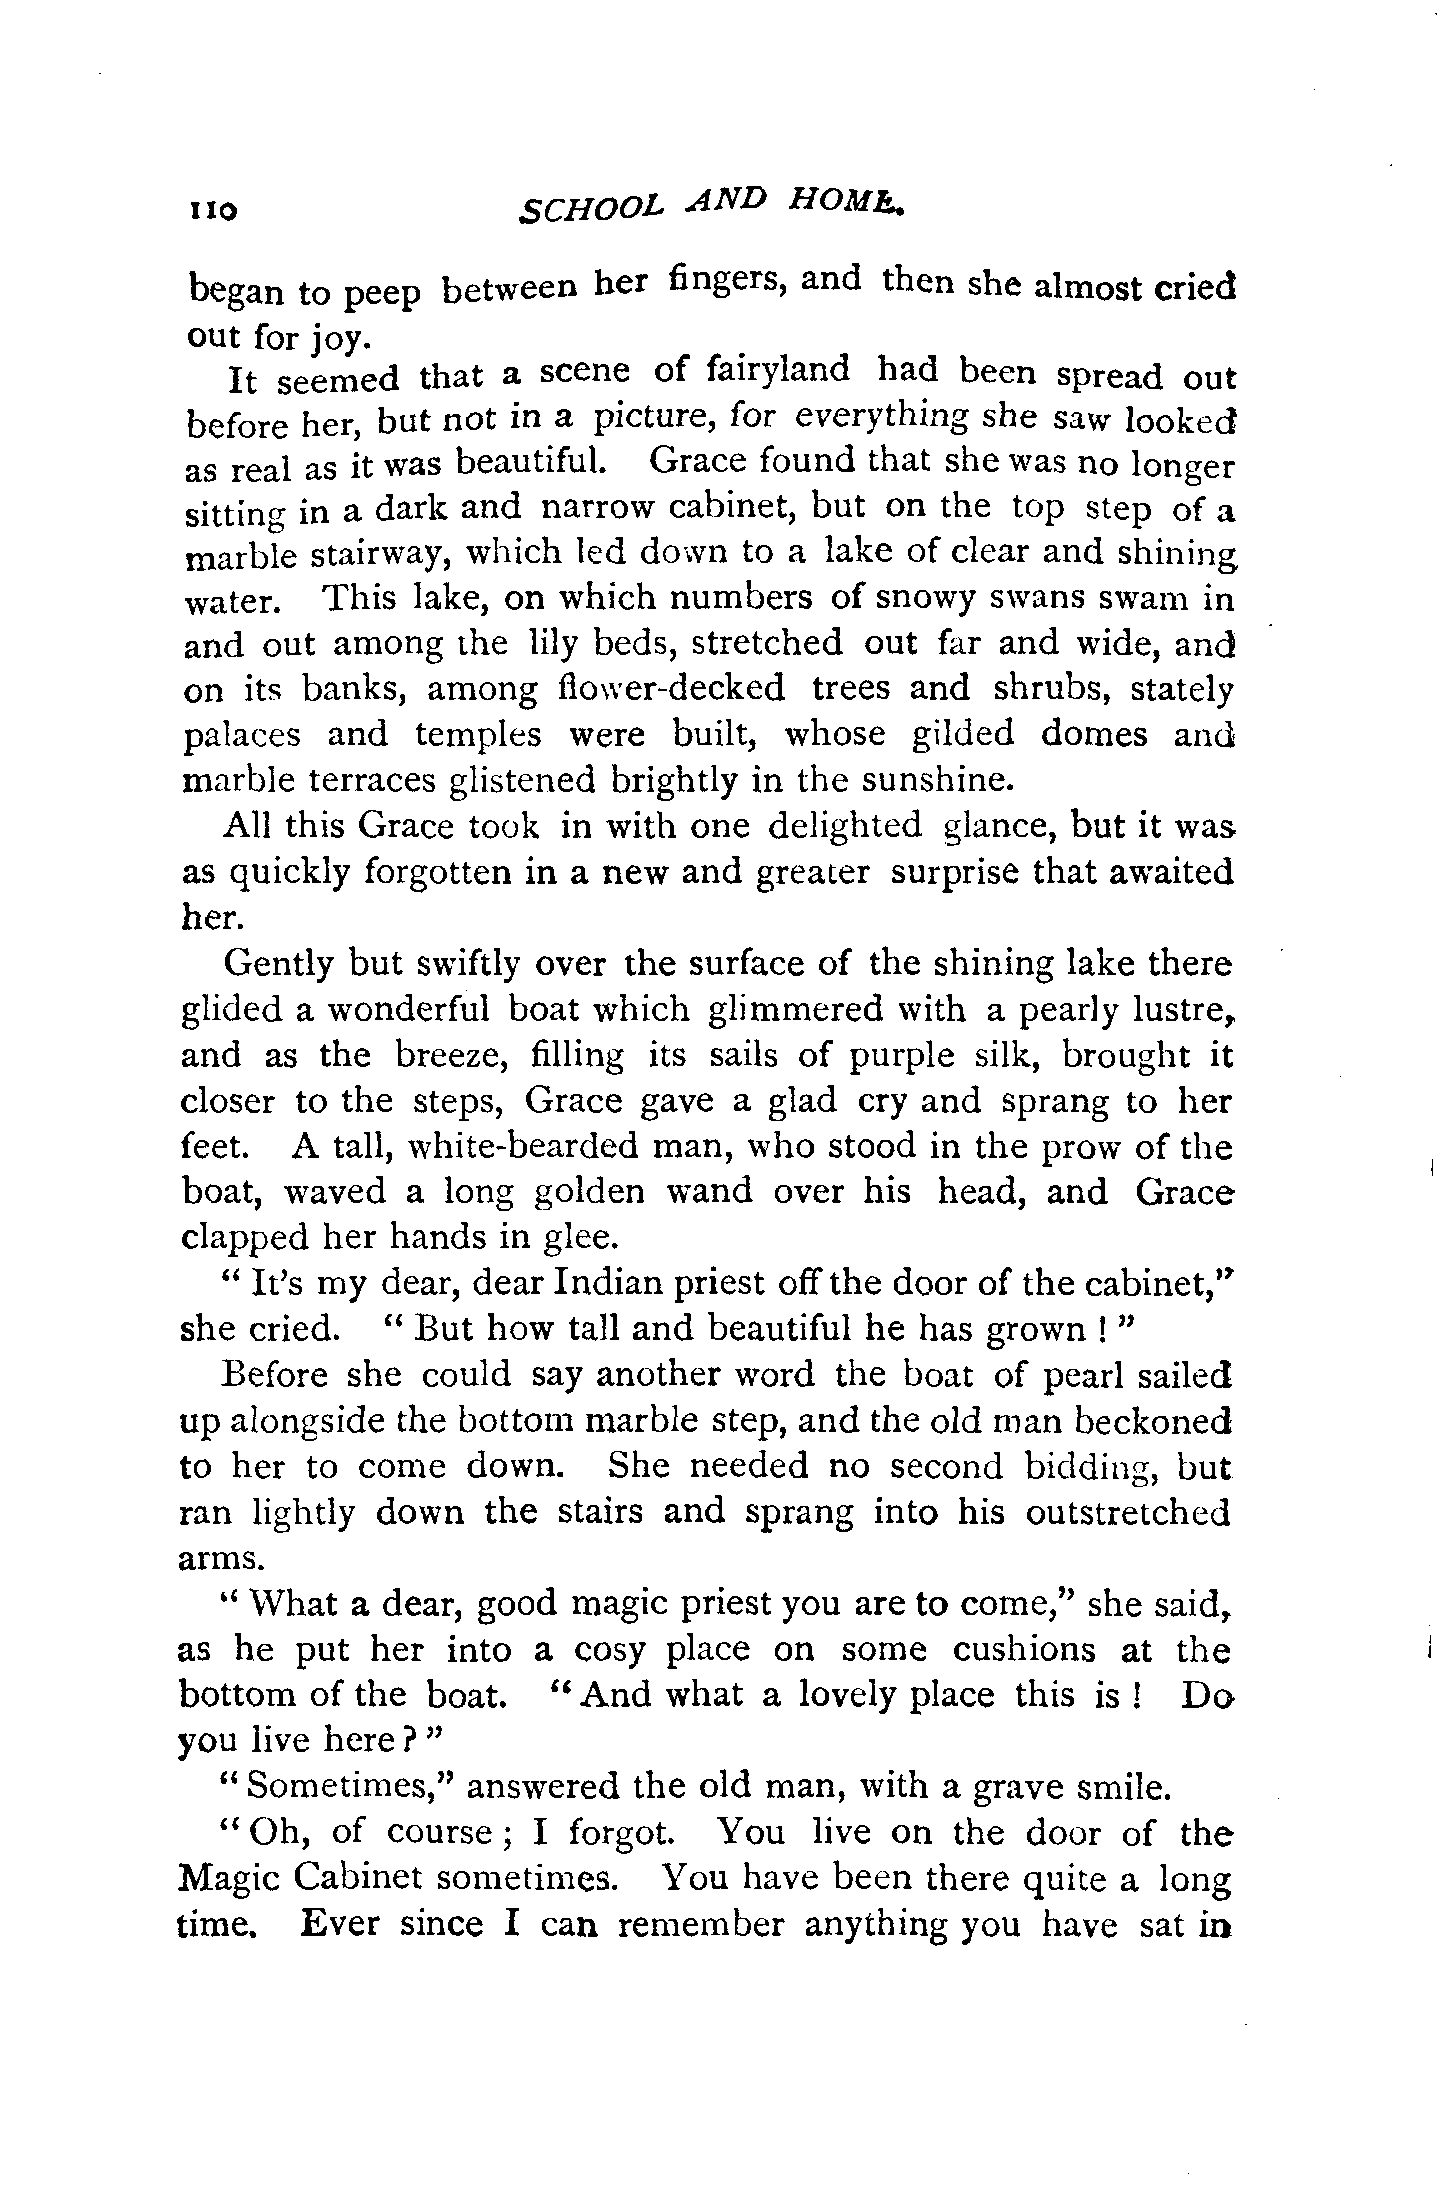 110 SCHOOL AND HOME.
began to peep between her fingers, and then she almost cried
out for joy.
It seemed that a scene of fairyland had been spread out
before her, but not in a picture, for everything she saw looked
as real as it was beautiful. Grace found that she was no longer
sitting in a dark and narrow cabinet, but on the top step of a
marble stairway, which led down to a lake of clear and shining
water. This lake, on which numbers of snowy swans swam in
and out among the lily beds, stretched out far and wide, and
on its banks, among flower-decked trees and shrubs, stately
palaces and temples were built, whose gilded domes and
marble terraces glistened brightly in the sunshine.
All this Grace took in with one delighted glance, but it was
as quickly forgotten in a new and greater surprise that awaited
her.
Gently but swiftly over the surface of the shining lake there
glided a wonderful boat which glimmered with a pearly lustre,
and as the breeze, filling its sails of purple silk, brought it
closer to the steps, Grace gave a glad cry and sprang to her
feet. A tall, white-bearded man, who stood in the prow of the
boat, waved a long golden wand over his head, and Grace
clapped her hands in glee.
“ It’s my dear, dear Indian priest off the door of the cabinet,”
she cried. “ But how tall and beautiful he has grown ! ”
Before she could say another word the boat of pearl sailed
up alongside the bottom marble step, and the old man beckoned
to her to come down. She needed no second bidding, but
ran lightly down the stairs and sprang into his outstretched
arms.
“ What a dear, good magic priest you are to come,” she said,
as he put her into a cosy place on some cushions at the
bottom of the boat. “ And what a lovely place this is ! Do
you live here ? ”
“ Sometimes,” answered the old man, with a grave smile.
“ Oh, of course ; I forgot. You live on the door of the
Magic Cabinet sometimes. You have been there quite a long
time. Ever since I can remember anything you have sat in